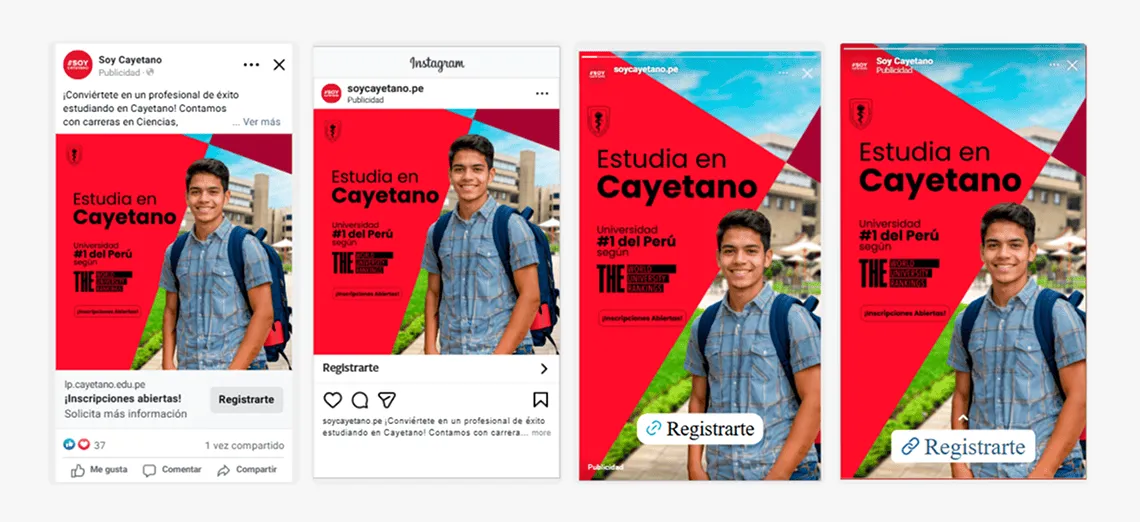 #SOY
CAYETANO
Soy Cayetano
Publicidad ·
¡Conviértete en un profesional de éxito
estudiando en Cayetano! Contamos
con carreras en Ciencias,
... Ver más
Estudia en
Cayetano
Universidad
#1 del Perú
según
THE WORLD
UNIVERSITY
RANKINGS
¡Inscripciones Abiertas!
lp.cayetano.edu.pe
¡Inscripciones abiertas!
Solicita más información
Registrarte
37
1 vez compartido
Me gusta
Comentar
Compartir
Instagram
#SOY
CAYETANO
soycayetano.pe
Publicidad
Estudia en
Cayetano
Universidad
#1 del Perú
según
THE WORLD
UNIVERSITY
RANKINGS
¡Inscripciones Abiertas!
Registrarte
soycayetano.pe ¡Conviértete en un profesional de éxito
estudiando en Cayetano! Contamos con carrera... more
#SOY
CAYETANO
soycayetano.pe
Estudia en
Cayetano
Universidad
#1 del Perú
según
THE WORLD
UNIVERSITY
RANKINGS
¡Inscripciones Abiertas!
Registrarte
Publicidad
#SOY
CAYETANO
Soy Cayetano
Publicidad
Estudia en
Cayetano
Universidad
#1 del Perú
según
THE WORLD
UNIVERSITY
RANKINGS
¡Inscripciones Abiertas!
Registrarte